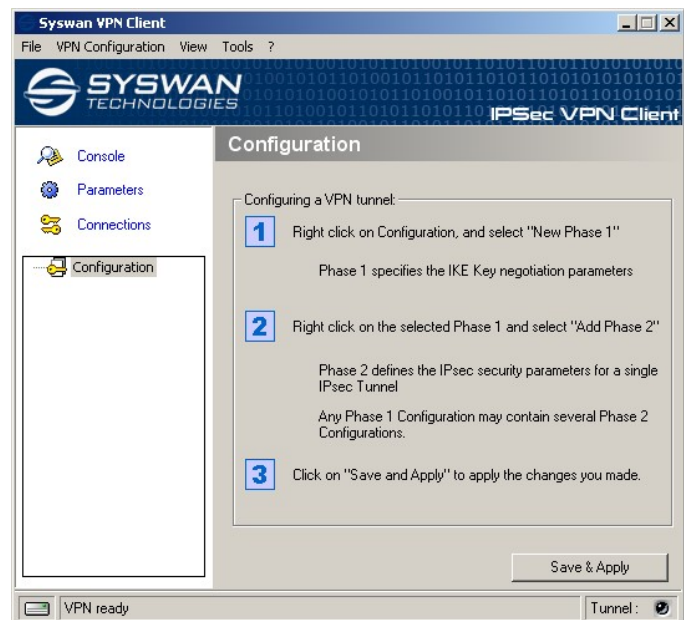 Syswan VPN Client
File VPN Configuration View Tools ?
SYSWAN
TECHNOLOGIES
IPSec VPN Client
Console
Parameters
Connections
Configuration
Configuration
Configuring a VPN tunnel:
1 Right click on Configuration, and select "New Phase 1"
Phase 1 specifies the IKE Key negotiation parameters
2 Right click on the selected Phase 1 and select "Add Phase 2"
Phase 2 defines the IPsec security parameters for a single
IPsec Tunnel
Any Phase 1 Configuration may contain several Phase 2
Configurations.
3 Click on "Save and Apply" to apply the changes you made.
Save & Apply
VPN ready
Tunnel: